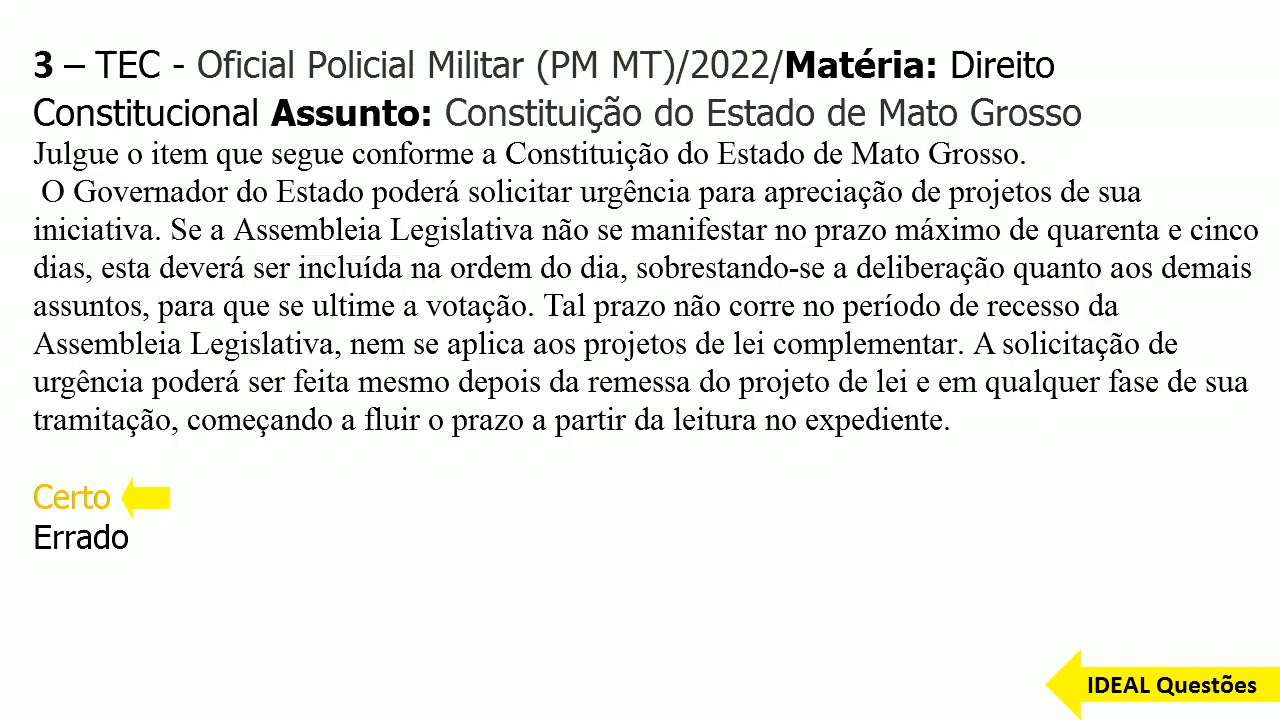 3 – TEC - Oficial Policial Militar (PM MT)/2022/Matéria: Direito
Constitucional Assunto: Constituição do Estado de Mato Grosso
Julgue o item que segue conforme a Constituição do Estado de Mato Grosso.
O Governador do Estado poderá solicitar urgência para apreciação de projetos de sua
iniciativa. Se a Assembleia Legislativa não se manifestar no prazo máximo de quarenta e cinco
dias, esta deverá ser incluída na ordem do dia, sobrestando-se a deliberação quanto aos demais
assuntos, para que se ultime a votação. Tal prazo não corre no período de recesso da
Assembleia Legislativa, nem se aplica aos projetos de lei complementar. A solicitação de
urgência poderá ser feita mesmo depois da remessa do projeto de lei e em qualquer fase de sua
tramitação, começando a fluir o prazo a partir da leitura no expediente.
Certo
Errado
IDEAL Questões